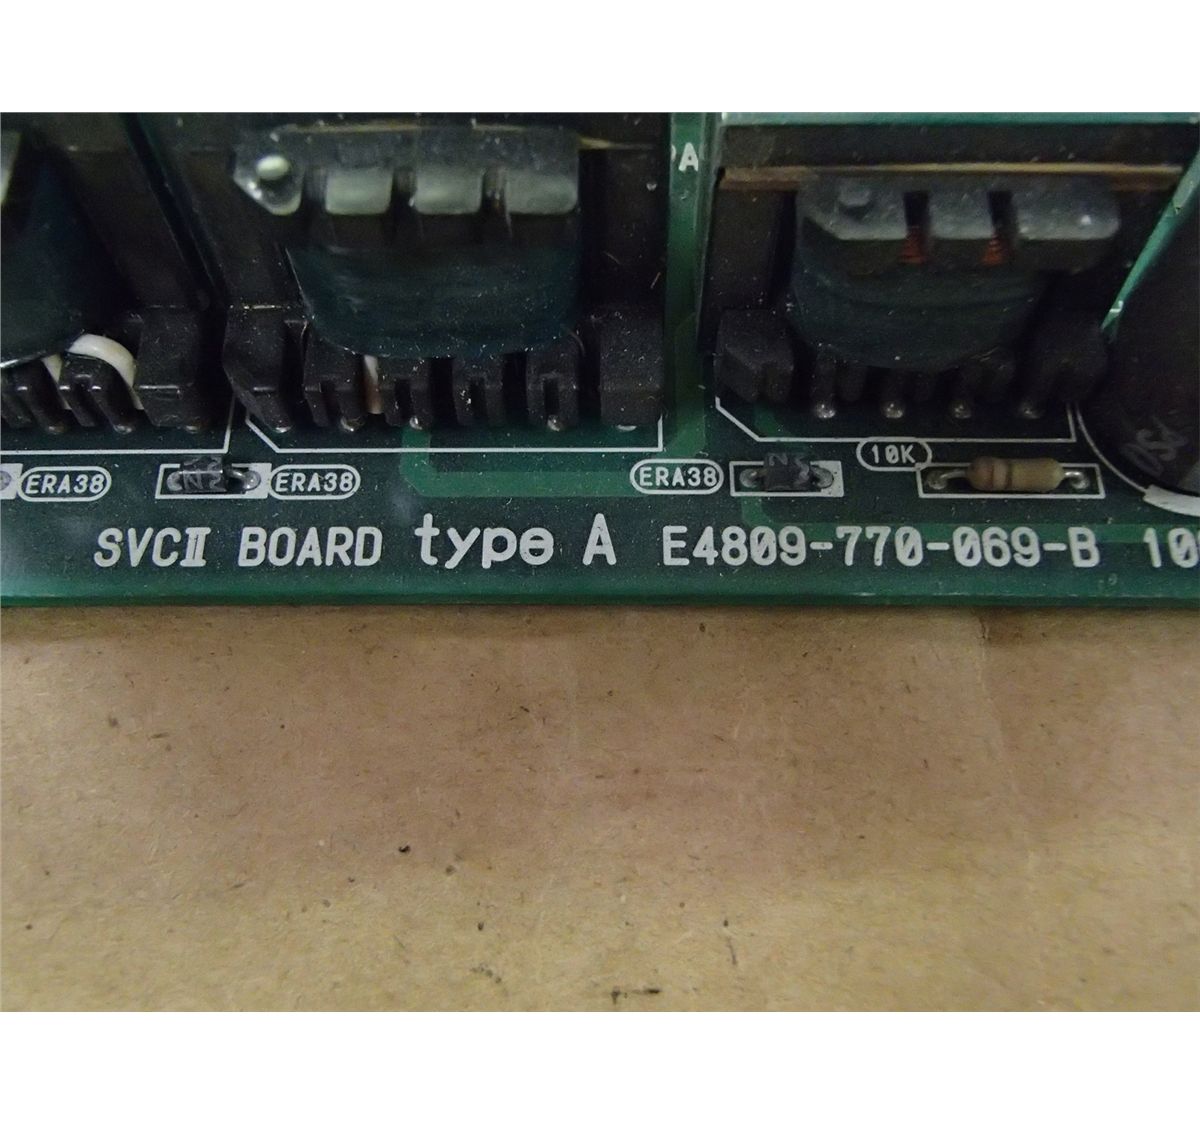 A
10K
ERA38 ERA38 ERA38
SVCII BOARD type A E4809-770-069-B